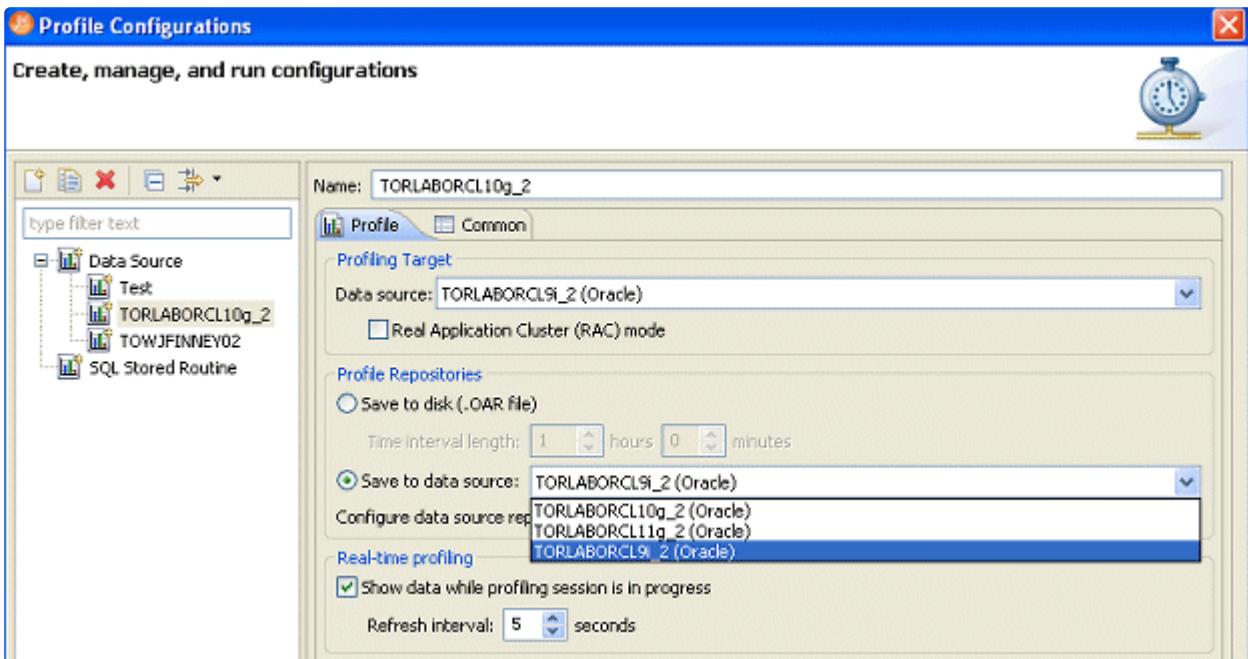 Profile Configurations
Create, manage, and run configurations
type filter text
Data Source
Test
TORLABORCL10g_2
TOWJFINNEY02
SQL Stored Routine
Name: TORLABORCL10g_2
Profile Common
Profiling Target
Data source: TORLABORCL9i_2 (Oracle)
Real Application Cluster (RAC) mode
Profile Repositories
Save to disk (.OAR file)
Time interval length: 1 hours 0 minutes
Save to data source: TORLABORCL9i_2 (Oracle)
Configure data source rep
TORLABORCL10g_2 (Oracle)
TORLABORCL11g_2 (Oracle)
TORLABORCL9i_2 (Oracle)
Real-time profiling
Show data while profiling session is in progress
Refresh interval: 5 seconds